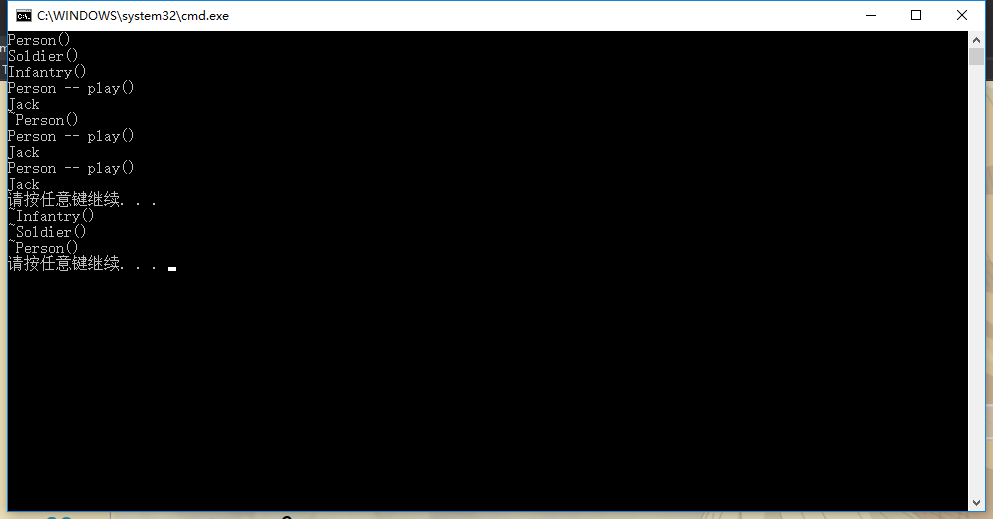 C:\WINDOWS\system32\cmd.exe
Person()
Soldier()
Infantry()
Person -- play()
Jack
~Person()
Person -- play()
Jack
Person -- play()
Jack
请按任意键继续. . .
~Infantry()
~Soldier()
~Person()
请按任意键继续. . .